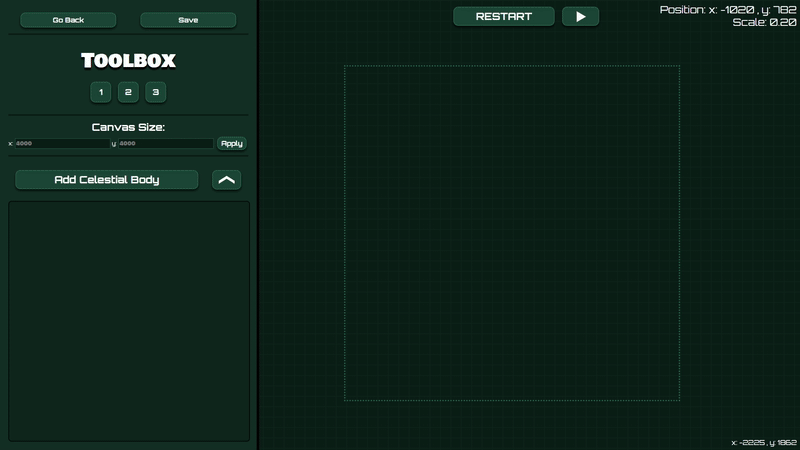 Go Back
Save
RESTART
Position: x: -1020 , y: 782
Scale: 0.20
Toolbox
1
2
3
Canvas Size:
x: 4000
y: 4000
Apply
Add Celestial Body
x: -2225 , y: 1862